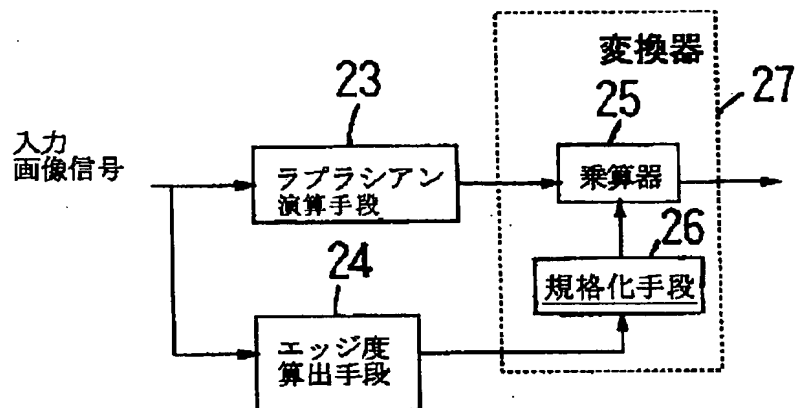 変換器
27
23
25
入力
画像信号
ラプラシアン
演算手段
乗算器
26
24
規格化手段
エッジ度
算出手段